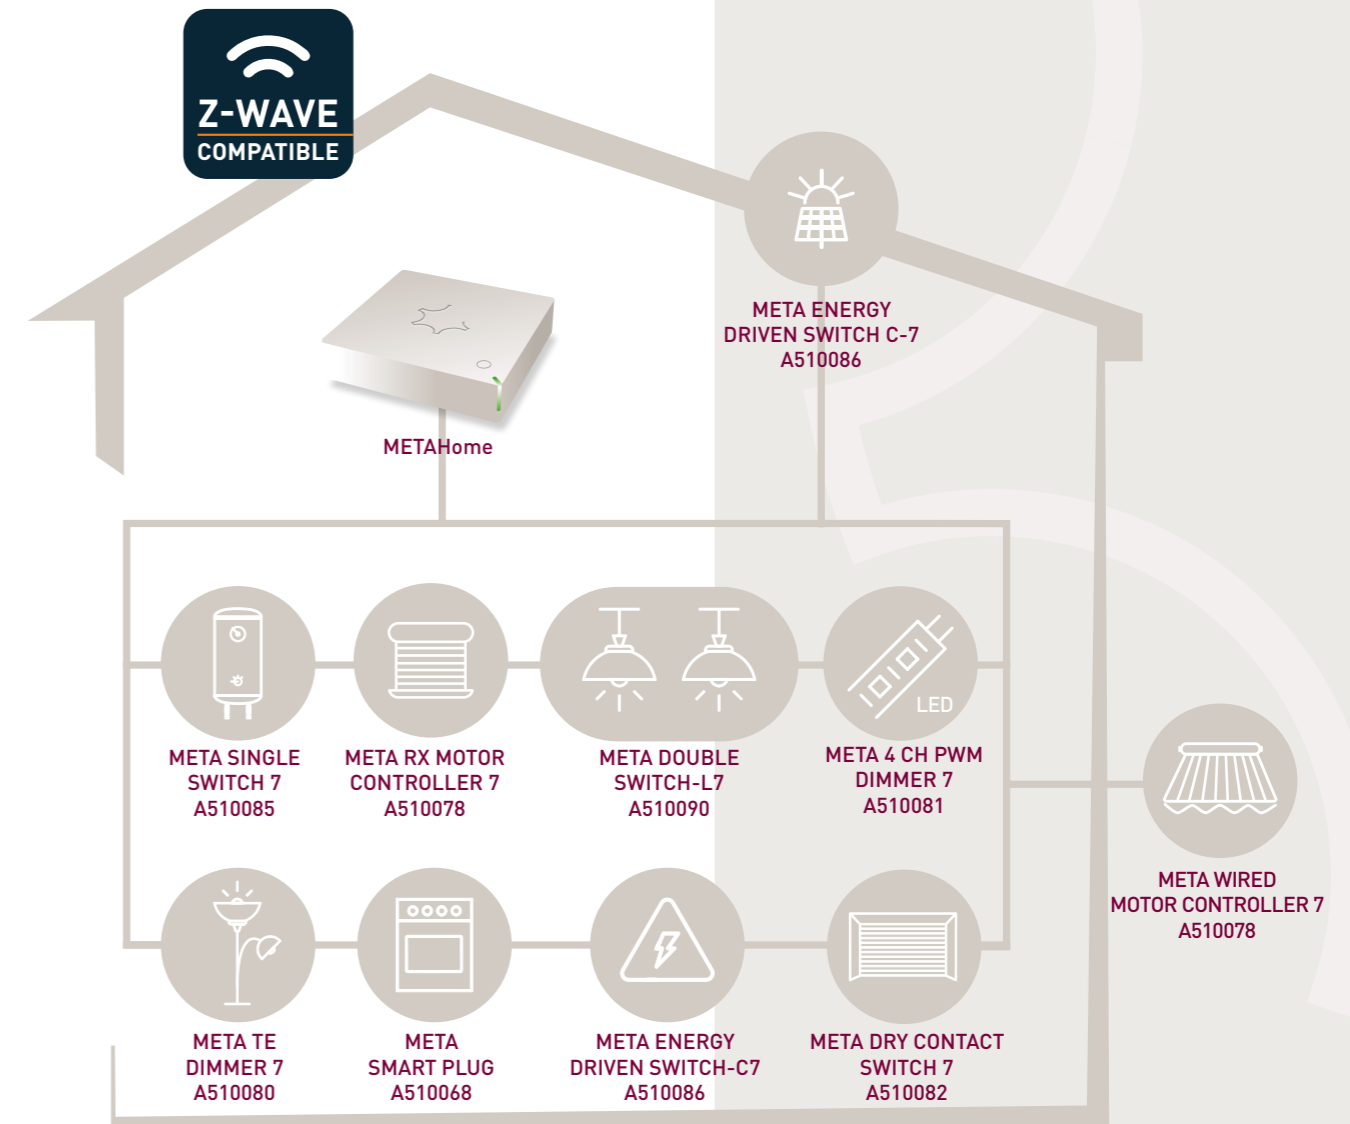 Z-WAVE
COMPATIBLE
META ENERGY
DRIVEN SWITCH C-7
A510086
METAHome
LED
META SINGLE
SWITCH 7
A510085
META RX MOTOR
CONTROLLER 7
A510078
META DOUBLE
SWITCH-L7
A510090
META 4 CH PWM
DIMMER 7
A510081
META WIRED
MOTOR CONTROLLER 7
A510078
META TE
DIMMER 7
A510080
META
SMART PLUG
A510068
META ENERGY
DRIVEN SWITCH-C7
A510086
META DRY CONTACT
SWITCH 7
A510082